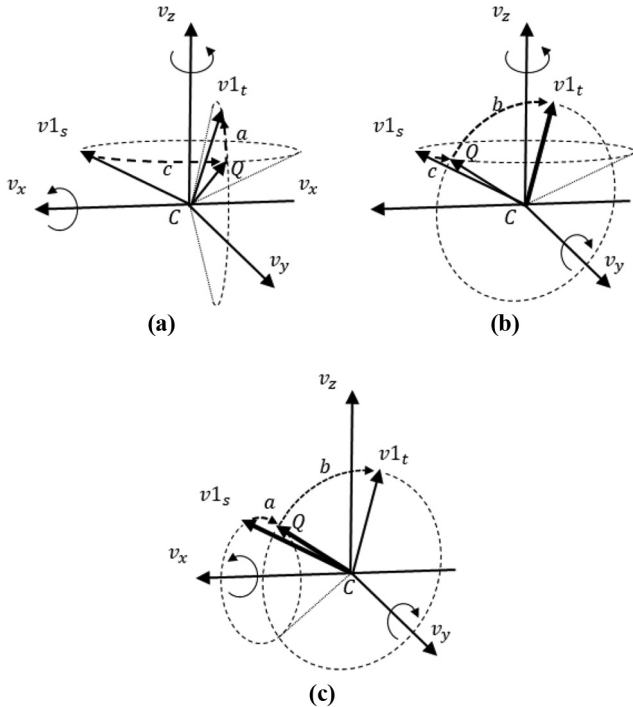 v_z v_z
v1_t b v1_t
v1_s a v1_s
Q Q
c c
v_x v_x
C C
v_y v_y
(a) (b)
v_z
b v1_t
v1_s a
Q
v_x
C
v_y
(c)